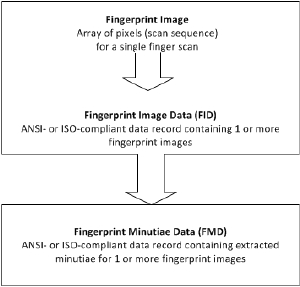 Fingerprint Image
Array of pixels (scan sequence)
for a single finger scan
Fingerprint Image Data (FID)
ANSI- or ISO-compliant data record containing 1 or more
fingerprint images
Fingerprint Minutiae Data (FMD)
ANSI- or ISO-compliant data record containing extracted
minutiae for 1 or more fingerprint images